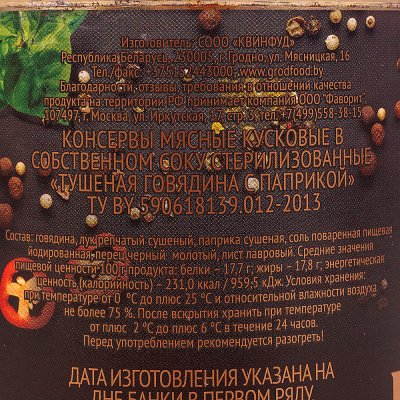 Изготовитель: СООО «КВИНФУД»
Республика Беларусь, 230005, г. Гродно, ул. Мясницкая, 16
Тел./факс +375152443000, www.grodfood.by
Благодарности, отзывы, требования в отношении качества
продукта на территории РФ принимает компания ООО "Фаворит"
107497, г. Москва, ул. Иркутская, 17, стр. 3, тел. +7(499)558-38-15
КОНСЕРВЫ МЯСНЫЕ КУСКОВЫЕ В
СОБСТВЕННОМ СОКУ СТЕРИЛИЗОВАННЫЕ
«ТУШЕНАЯ ГОВЯДИНА С ПАПРИКОЙ»
ТУ BY 590618139.012-2013
Состав: говядина, лук репчатый сушеный, паприка сушеная, соль поваренная пищевая
йодированная, перец черный молотый, лист лавровый. Средние значения
пищевой ценности 100 г продукта: белки – 17,7 г; жиры – 17,8 г; энергетическая
ценность (калорийность) – 231,0 ккал / 959,5 кДж. Условия хранения:
при температуре от 0 °С до плюс 25 °С и относительной влажности воздуха
не более 75 %. После вскрытия хранить при температуре
от плюс 2 °С до плюс 6 °С в течение 24 часов.
Перед употреблением рекомендуется разогреть!
ДАТА ИЗГОТОВЛЕНИЯ УКАЗАНА НА
ДНЕ БАНКИ В ПЕРВОМ РЯДУ